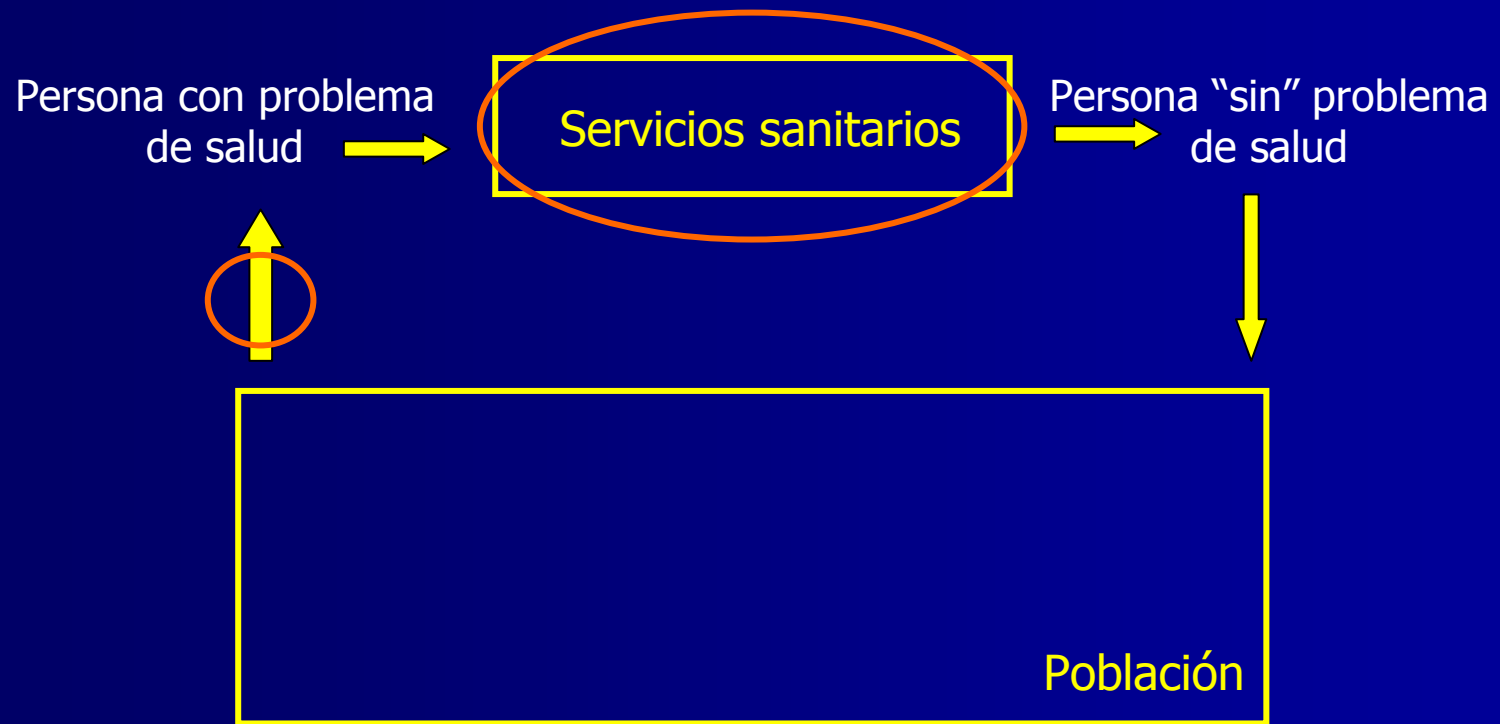 Persona con problema
de salud
Servicios sanitarios
Persona “sin” problema
de salud
Población